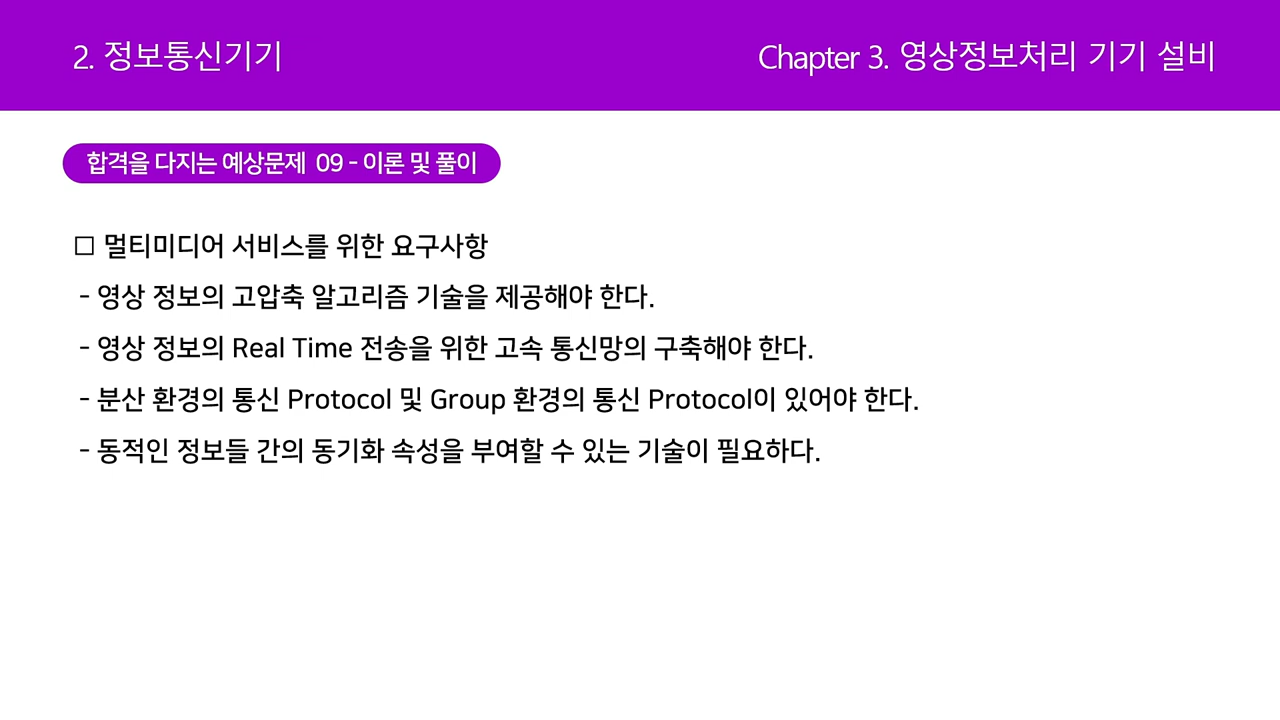 2. 정보통신기기
Chapter 3. 영상정보처리 기기 설비
합격을 다지는 예상문제 09 - 이론 및 풀이
□ 멀티미디어 서비스를 위한 요구사항
- 영상 정보의 고압축 알고리즘 기술을 제공해야 한다.
- 영상 정보의 Real Time 전송을 위한 고속 통신망의 구축해야 한다.
- 분산 환경의 통신 Protocol 및 Group 환경의 통신 Protocol이 있어야 한다.
- 동적인 정보들 간의 동기화 속성을 부여할 수 있는 기술이 필요하다.